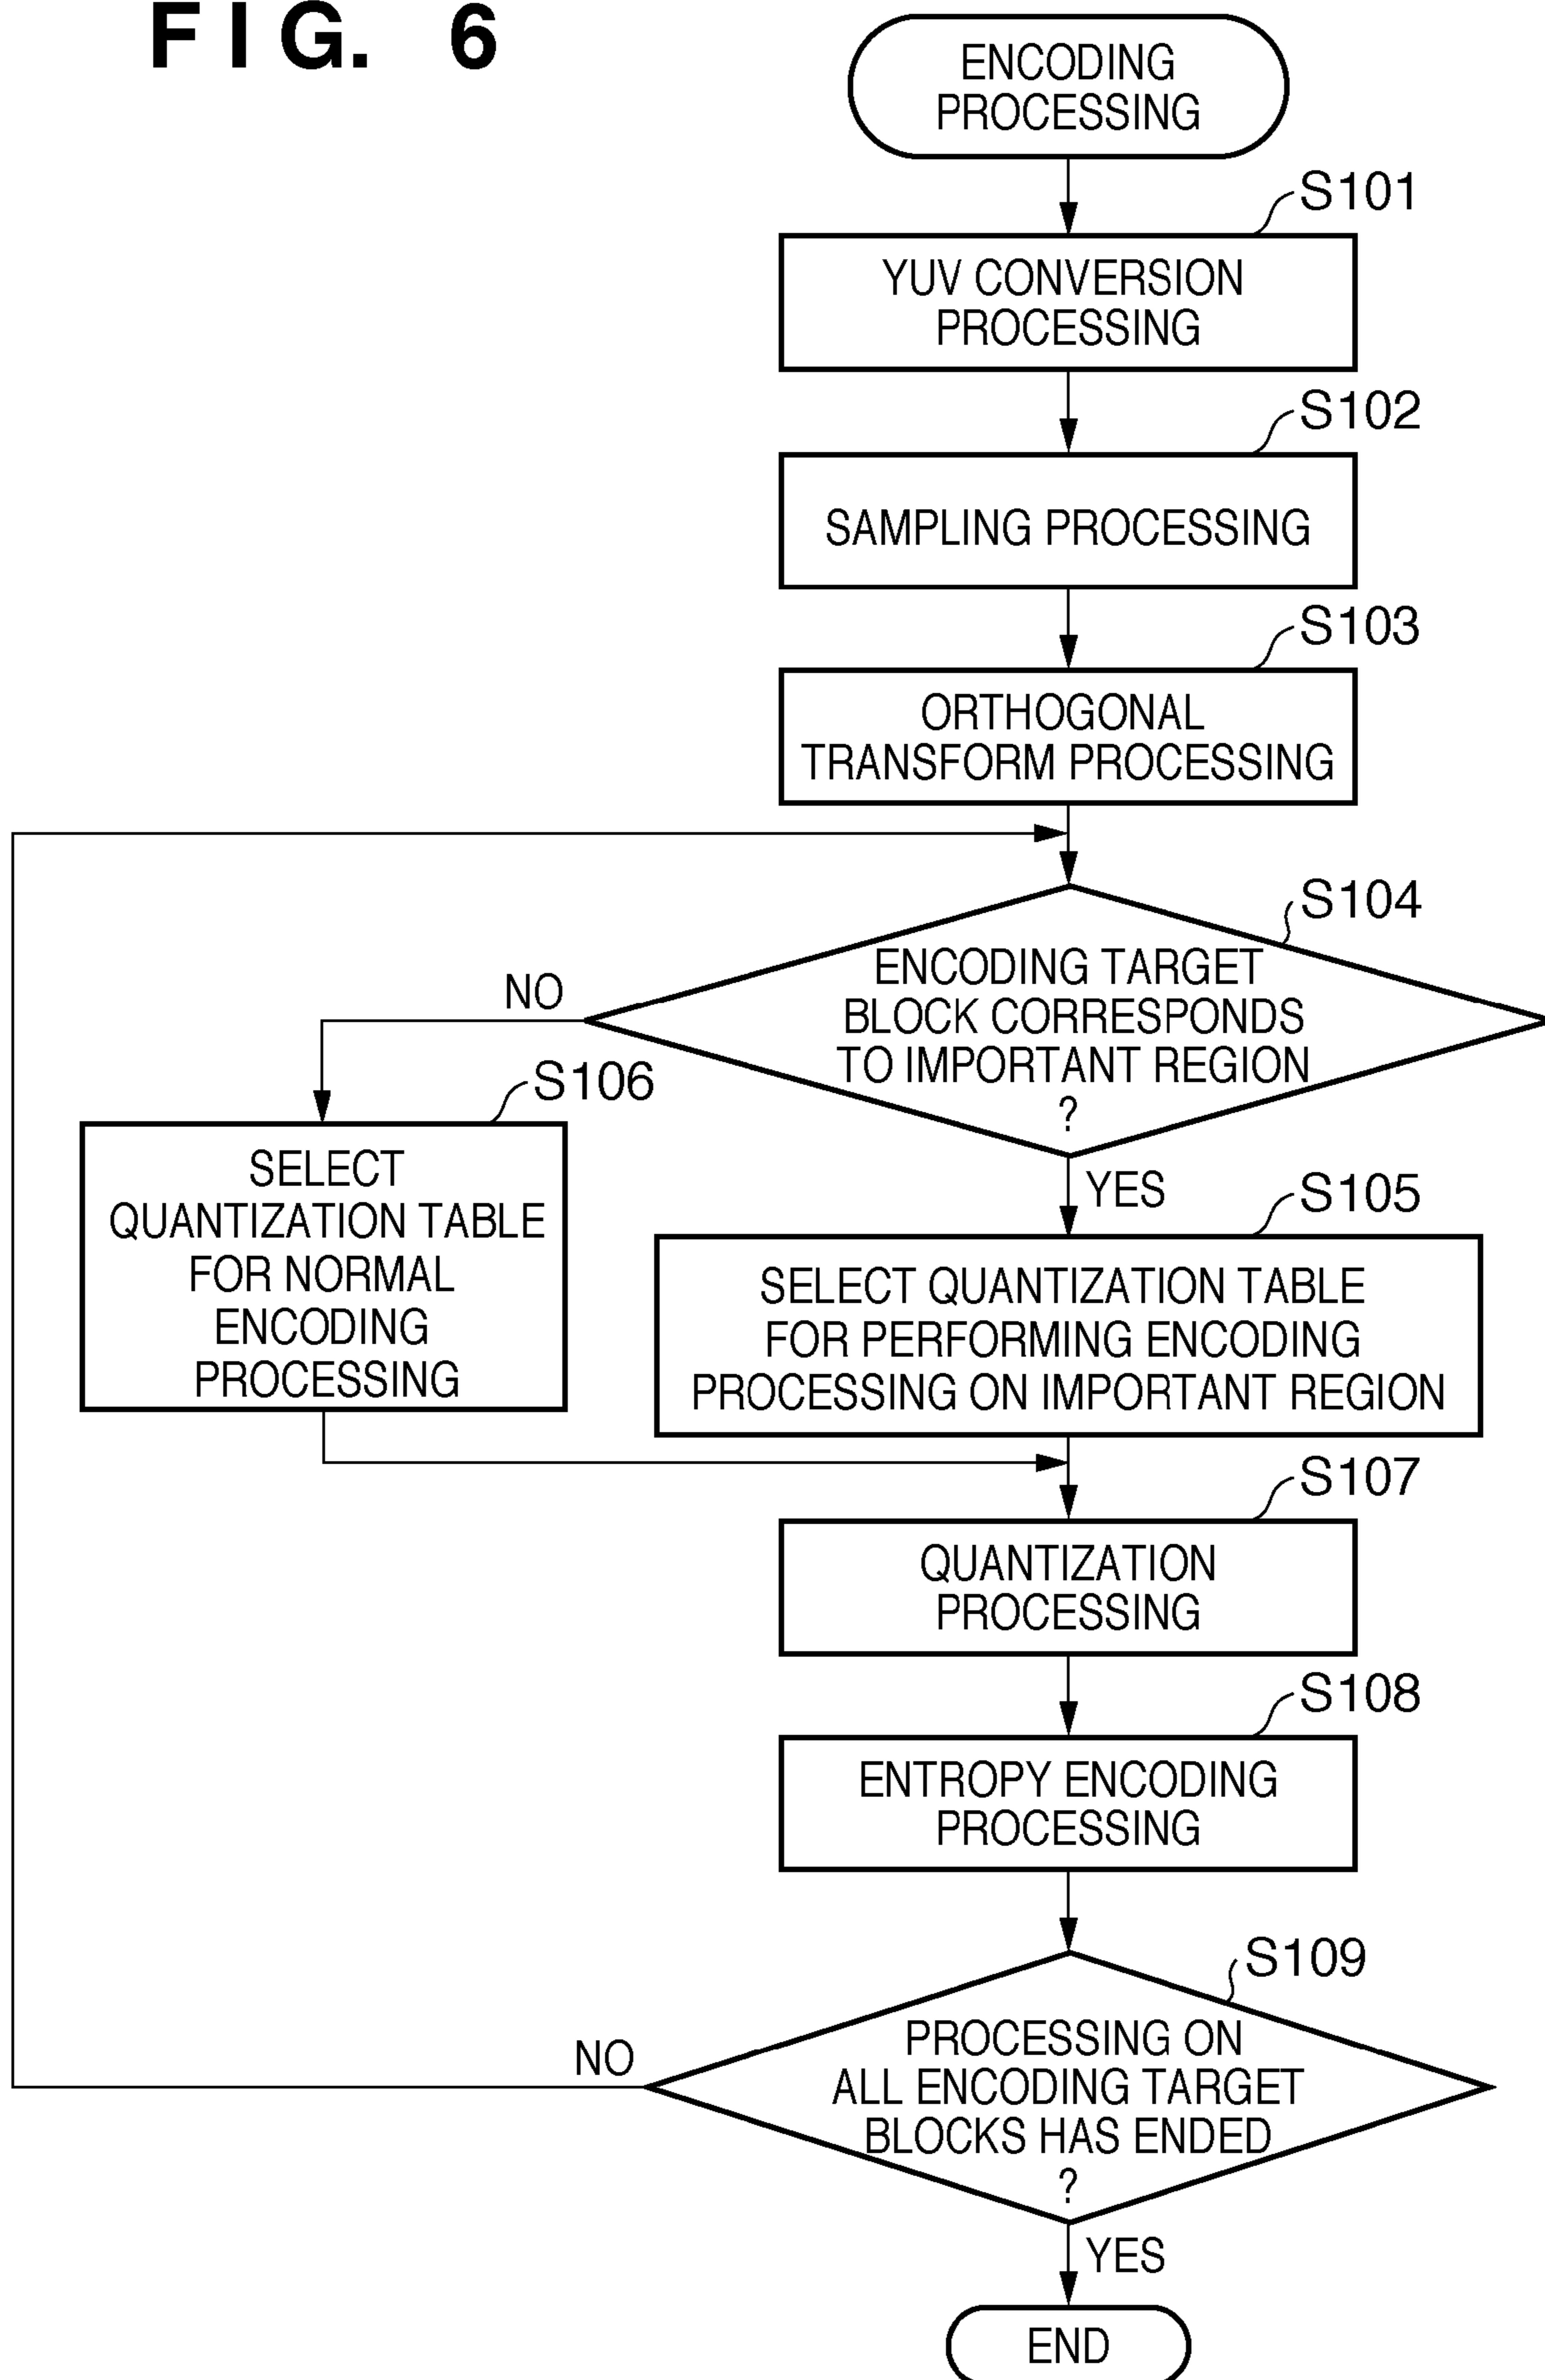 FIG. 6
ENCODING
PROCESSING
S101
YUV CONVERSION
PROCESSING
S102
SAMPLING PROCESSING
S103
ORTHOGONAL
TRANSFORM PROCESSING
S104
ENCODING TARGET
BLOCK CORRESPONDS
TO IMPORTANT REGION
?
NO
YES
S106
SELECT
QUANTIZATION TABLE
FOR NORMAL
ENCODING
PROCESSING
S105
SELECT QUANTIZATION TABLE
FOR PERFORMING ENCODING
PROCESSING ON IMPORTANT REGION
S107
QUANTIZATION
PROCESSING
S108
ENTROPY ENCODING
PROCESSING
S109
PROCESSING ON
ALL ENCODING TARGET
BLOCKS HAS ENDED
?
NO
YES
END